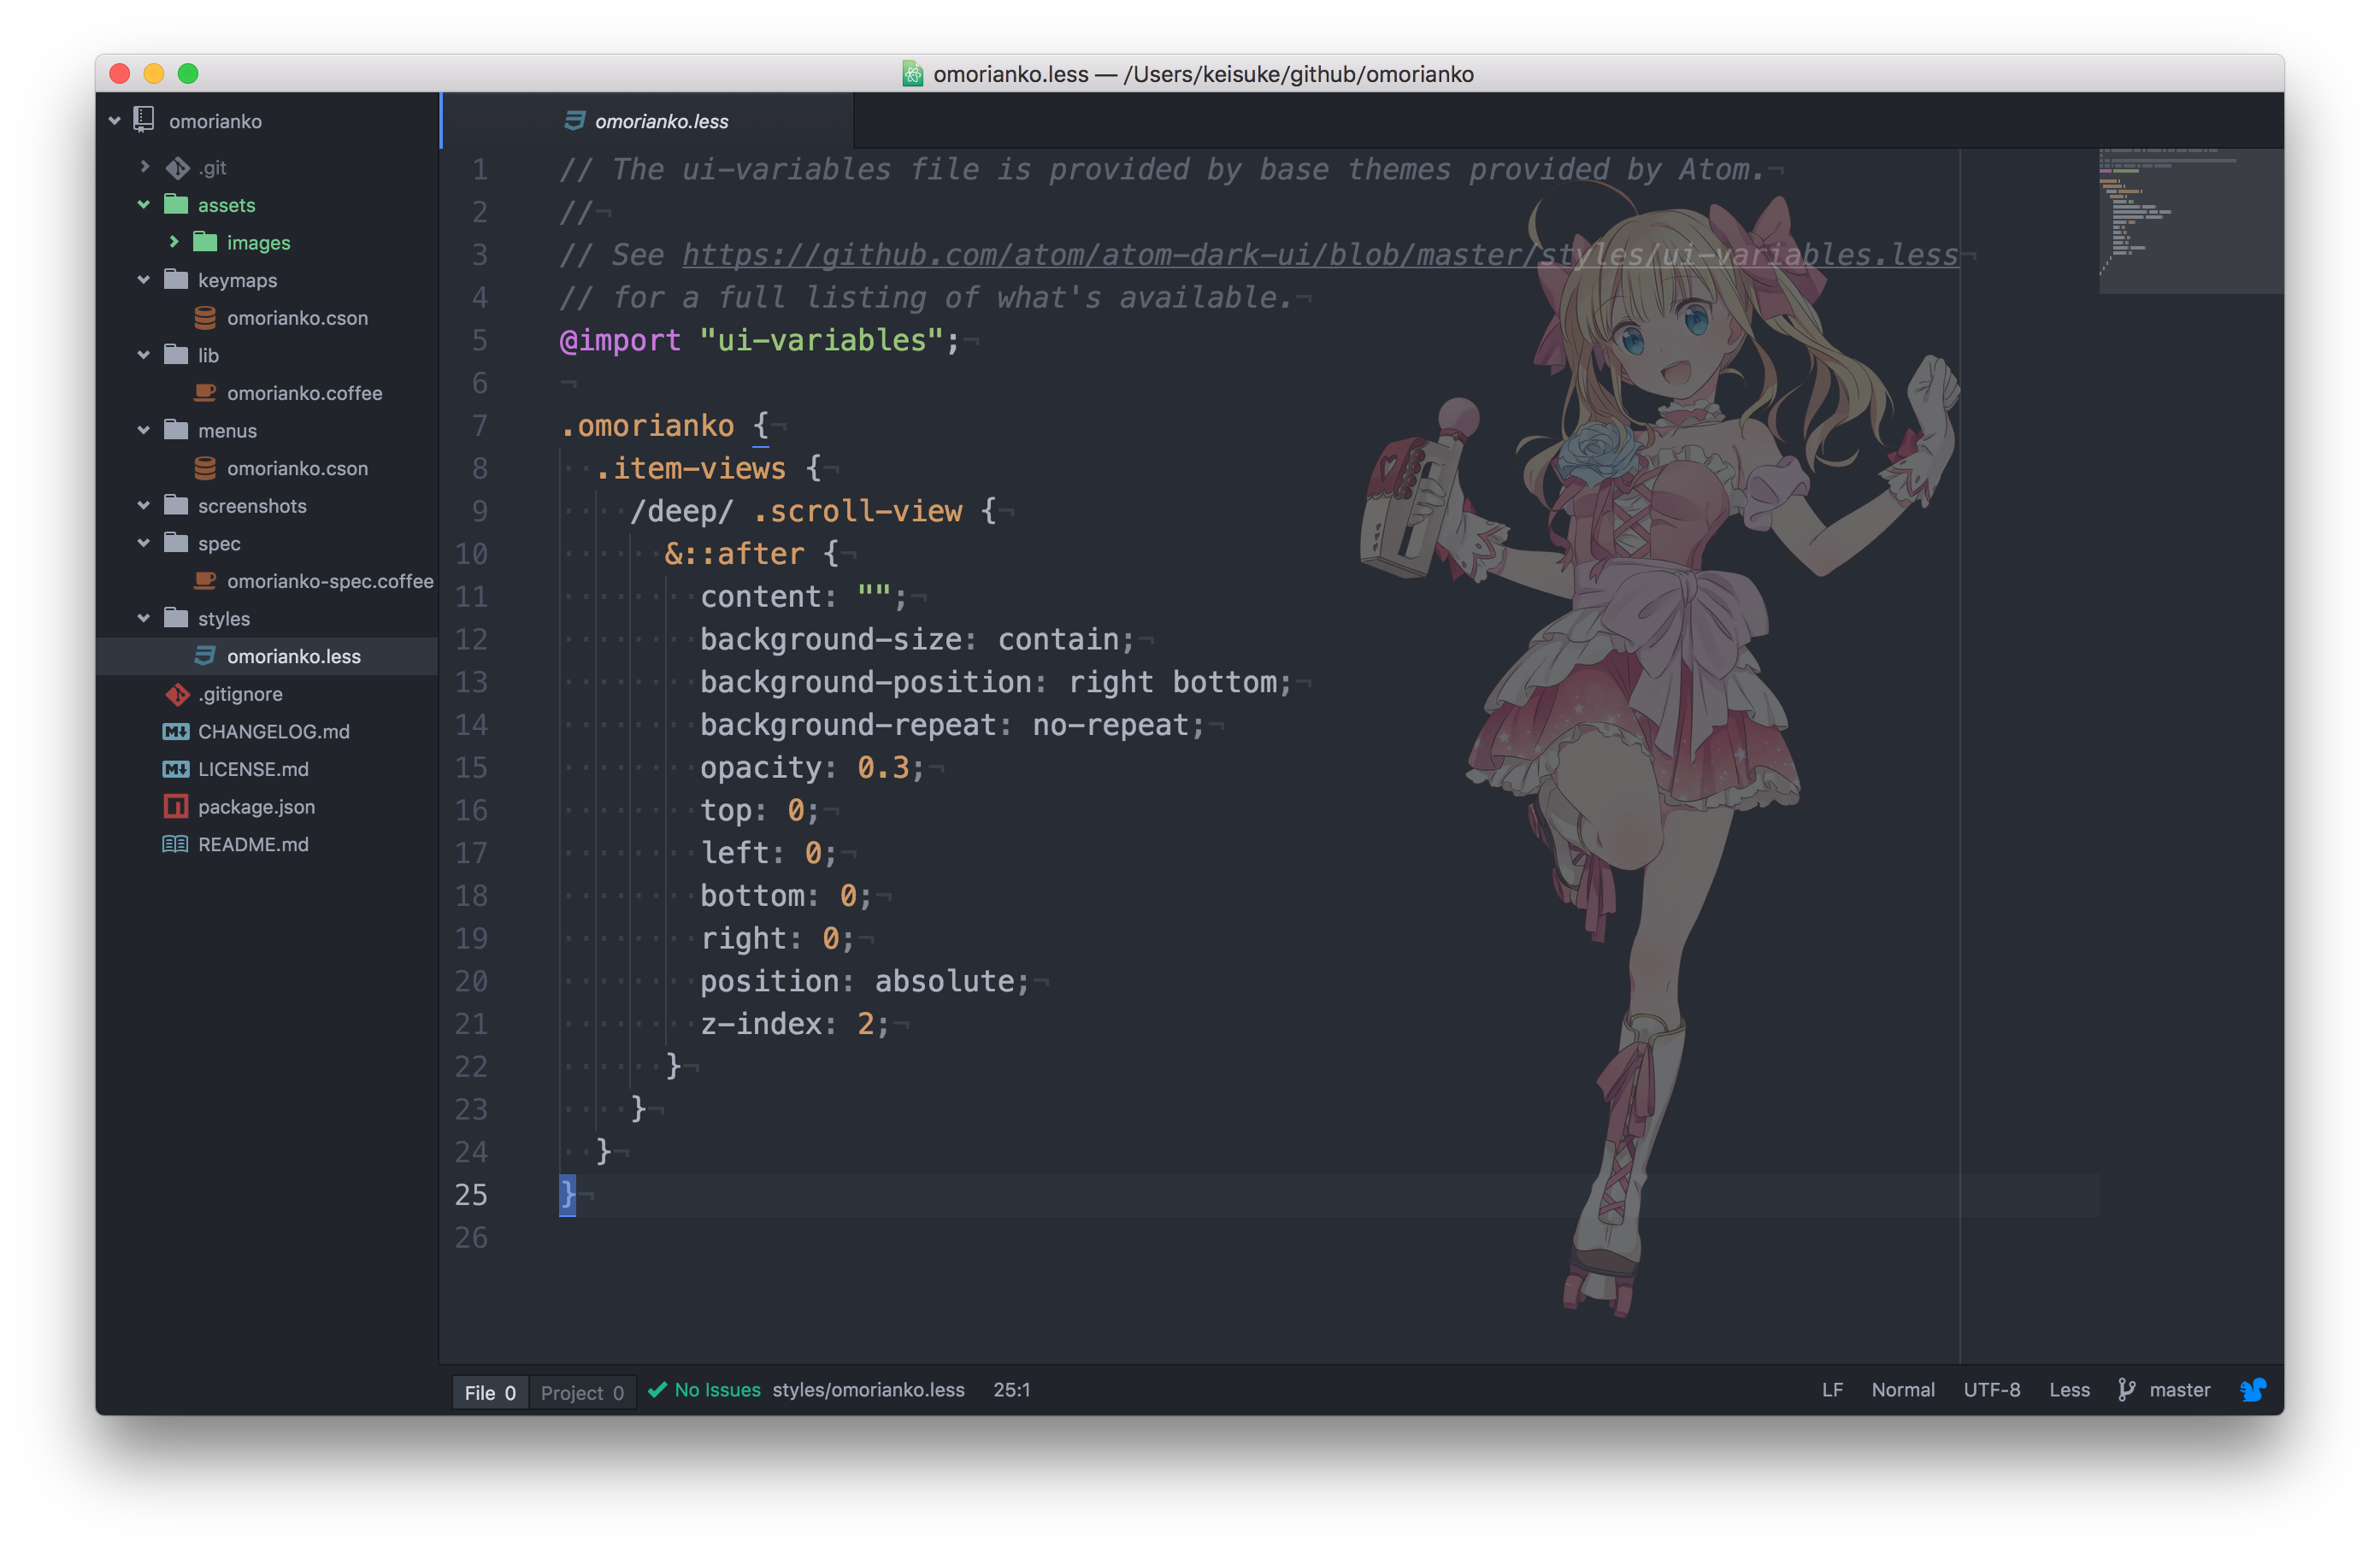 omorianko.less — /Users/keisuke/github/omorianko
omorianko
.git
assets
images
keymaps
omorianko.cson
lib
omorianko.coffee
menus
omorianko.cson
screenshots
spec
omorianko-spec.coffee
styles
omorianko.less
.gitignore
CHANGELOG.md
LICENSE.md
package.json
README.md
omorianko.less
1 // The ui-variables file is provided by base themes provided by Atom.¬
2 //¬
3 // See https://github.com/atom/atom-dark-ui/blob/master/styles/ui-variables.less¬
4 // for a full listing of what's available.¬
5 @import "ui-variables";¬
6 ¬
7 .omorianko {¬
8 ··.item-views {¬
9 ····/deep/ .scroll-view {¬
10 ······&::after {¬
11 ········content: "";¬
12 ········background-size: contain;¬
13 ········background-position: right bottom;¬
14 ········background-repeat: no-repeat;¬
15 ········opacity: 0.3;¬
16 ········top: 0;¬
17 ········left: 0;¬
18 ········bottom: 0;¬
19 ········right: 0;¬
20 ········position: absolute;¬
21 ········z-index: 2;¬
22 ······}¬
23 ····}¬
24 ··}¬
25 }¬
26
File 0 Project 0 No Issues styles/omorianko.less 25:1 LF Normal UTF-8 Less master